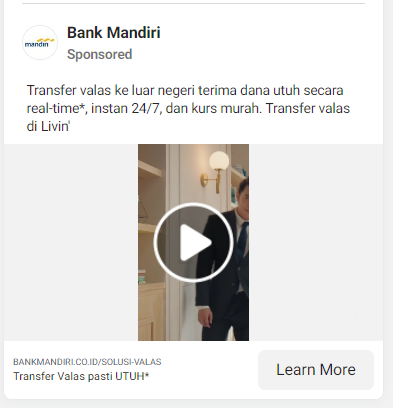 mandırı
Bank Mandiri
Sponsored
Transfer valas ke luar negeri terima dana utuh secara
real-time*, instan 24/7, dan kurs murah. Transfer valas
di Livin'
BANKMANDIRI.CO.ID/SOLUSI-VALAS
Transfer Valas pasti UTUH*
Learn More